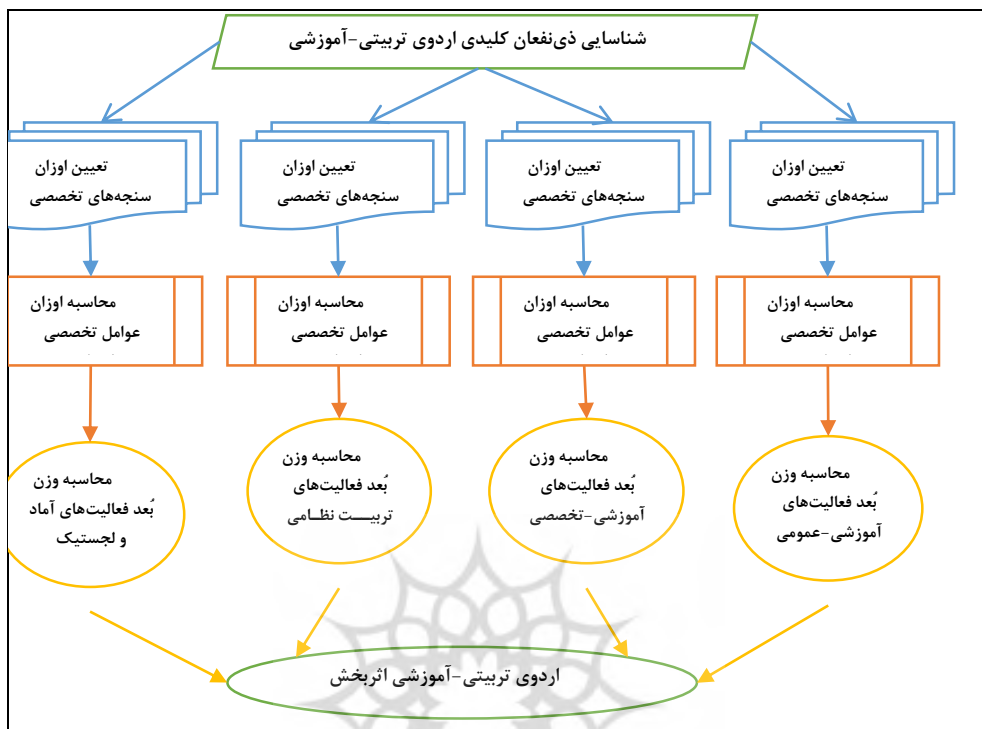 شناسایی ذی‌نفعان کلیدی اردوی تربیتی-آموزشی
تعیین اوزان
سنجه‌های تخصصی
تعیین اوزان
سنجه‌های تخصصی
تعیین اوزان
سنجه‌های تخصصی
تعیین اوزان
سنجه‌های تخصصی
محاسبه اوزان
عوامل تخصصی
محاسبه اوزان
عوامل تخصصی
محاسبه اوزان
عوامل تخصصی
محاسبه اوزان
عوامل تخصصی
محاسبه وزن
بُعد فعالیت‌های
آموزشی-عمومی
محاسبه وزن
بُعد فعالیت‌های
آموزشی-تخصصی
محاسبه وزن
بُعد فعالیت‌های
تربیـــت نظــامی
محاسبه وزن
بُعد فعالیت‌های آماد
و لجستیک
اردوی تربیتی-آموزشی اثربخش